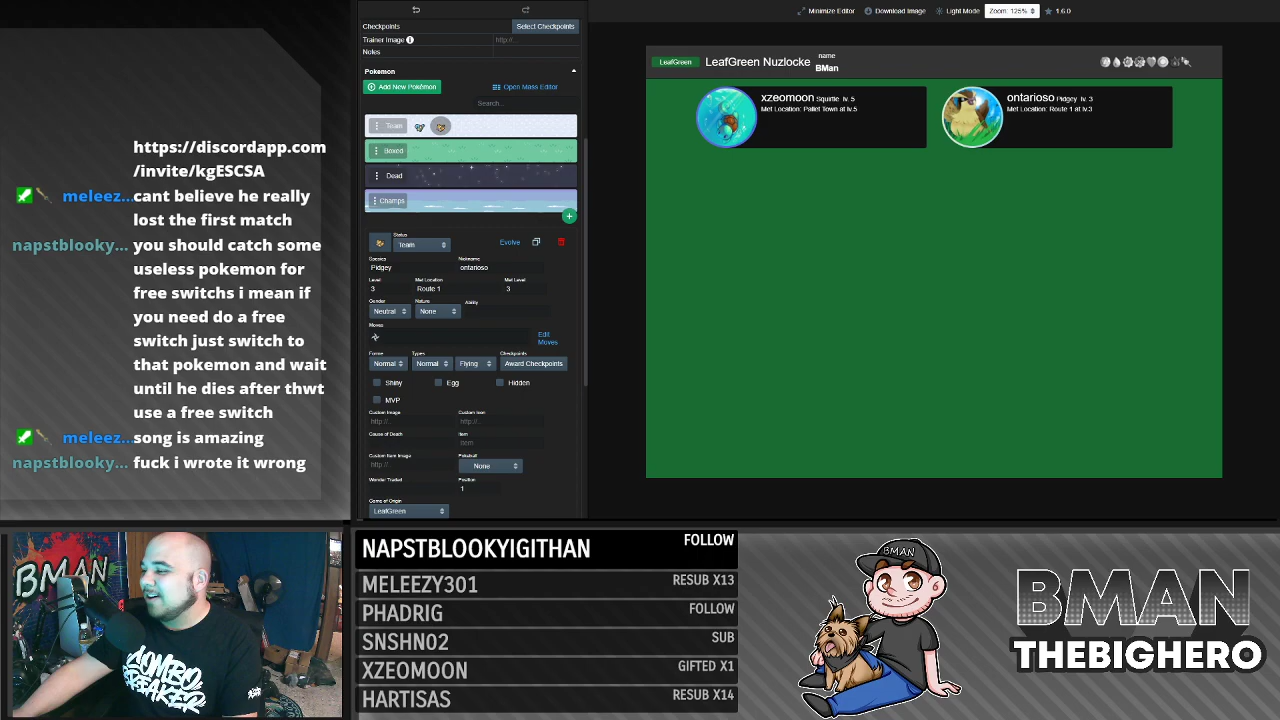 Minimize Editor Download Image Light Mode Zoom: 125% 1.6.0
Checkpoints Select Checkpoints
Trainer Image http://...
Notes
Pokemon
Add New Pokémon Open Mass Editor
Search...
Team
Boxed
Dead
Champs
Status
Team Evolve
Species Nickname
Pidgey ontarioso
Level Met Location Met Level
3 Route 1 3
Gender Nature Ability
Neutral None
Moves
Edit Moves
Forme Types Checkpoints
Normal Normal Flying Award Checkpoints
Shiny Egg Hidden
MVP
Custom Image Custom Icon
http://... http://...
Cause of Death Item
Item
Custom Item Image Pokeball
http:// None
Wonder Traded Position
1
Game of Origin
LeafGreen
LeafGreen LeafGreen Nuzlocke name
BMan
xzeomoon Squirtle lv. 5
Met Location: Pallet Town at lv.5
ontarioso Pidgey lv. 3
Met Location: Route 1 at lv.3
https://discordapp.com
/invite/kgESCSA
meleez... cant believe he really
lost the first match
napstblooky... you should catch some
useless pokemon for
free switchs i mean if
you need do a free
switch just switch to
that pokemon and wait
until he dies after thwt
use a free switch
meleez... song is amazing
napstblooky... fuck i wrote it wrong
BMAN
COMBO
BREAKER
NAPSTBLOOKYIGITHAN FOLLOW
MELEEZY301 RESUB X13
PHADRIG FOLLOW
SNSHN02 SUB
XZEOMOON GIFTED X1
HARTISAS RESUB X14
BMAN
BMAN
THEBIGHERO